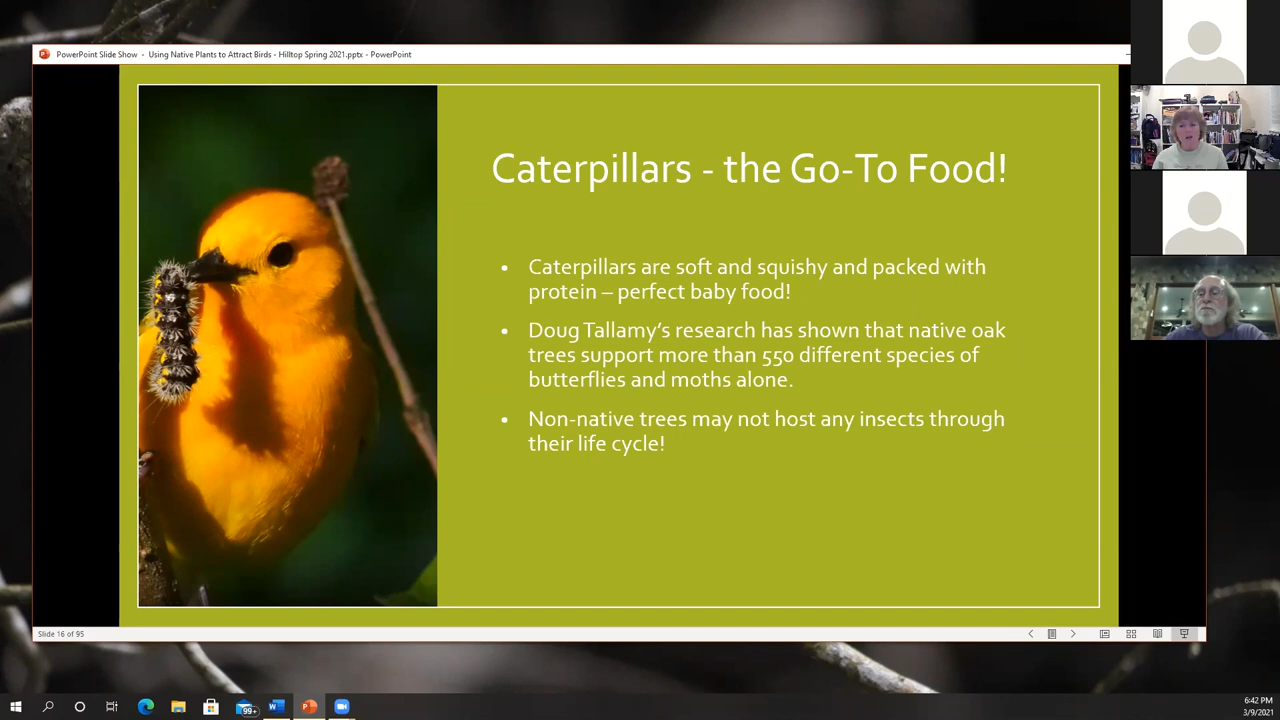 PowerPoint Slide Show - Using Native Plants to Attract Birds - Hilltop Spring 2021.pptx - PowerPoint
Caterpillars - the Go-To Food!
• Caterpillars are soft and squishy and packed with
protein – perfect baby food!
• Doug Tallamy's research has shown that native oak
trees support more than 550 different species of
butterflies and moths alone.
• Non-native trees may not host any insects through
their life cycle!
Slide 16 of 95
99+
6:42 PM
3/9/2021